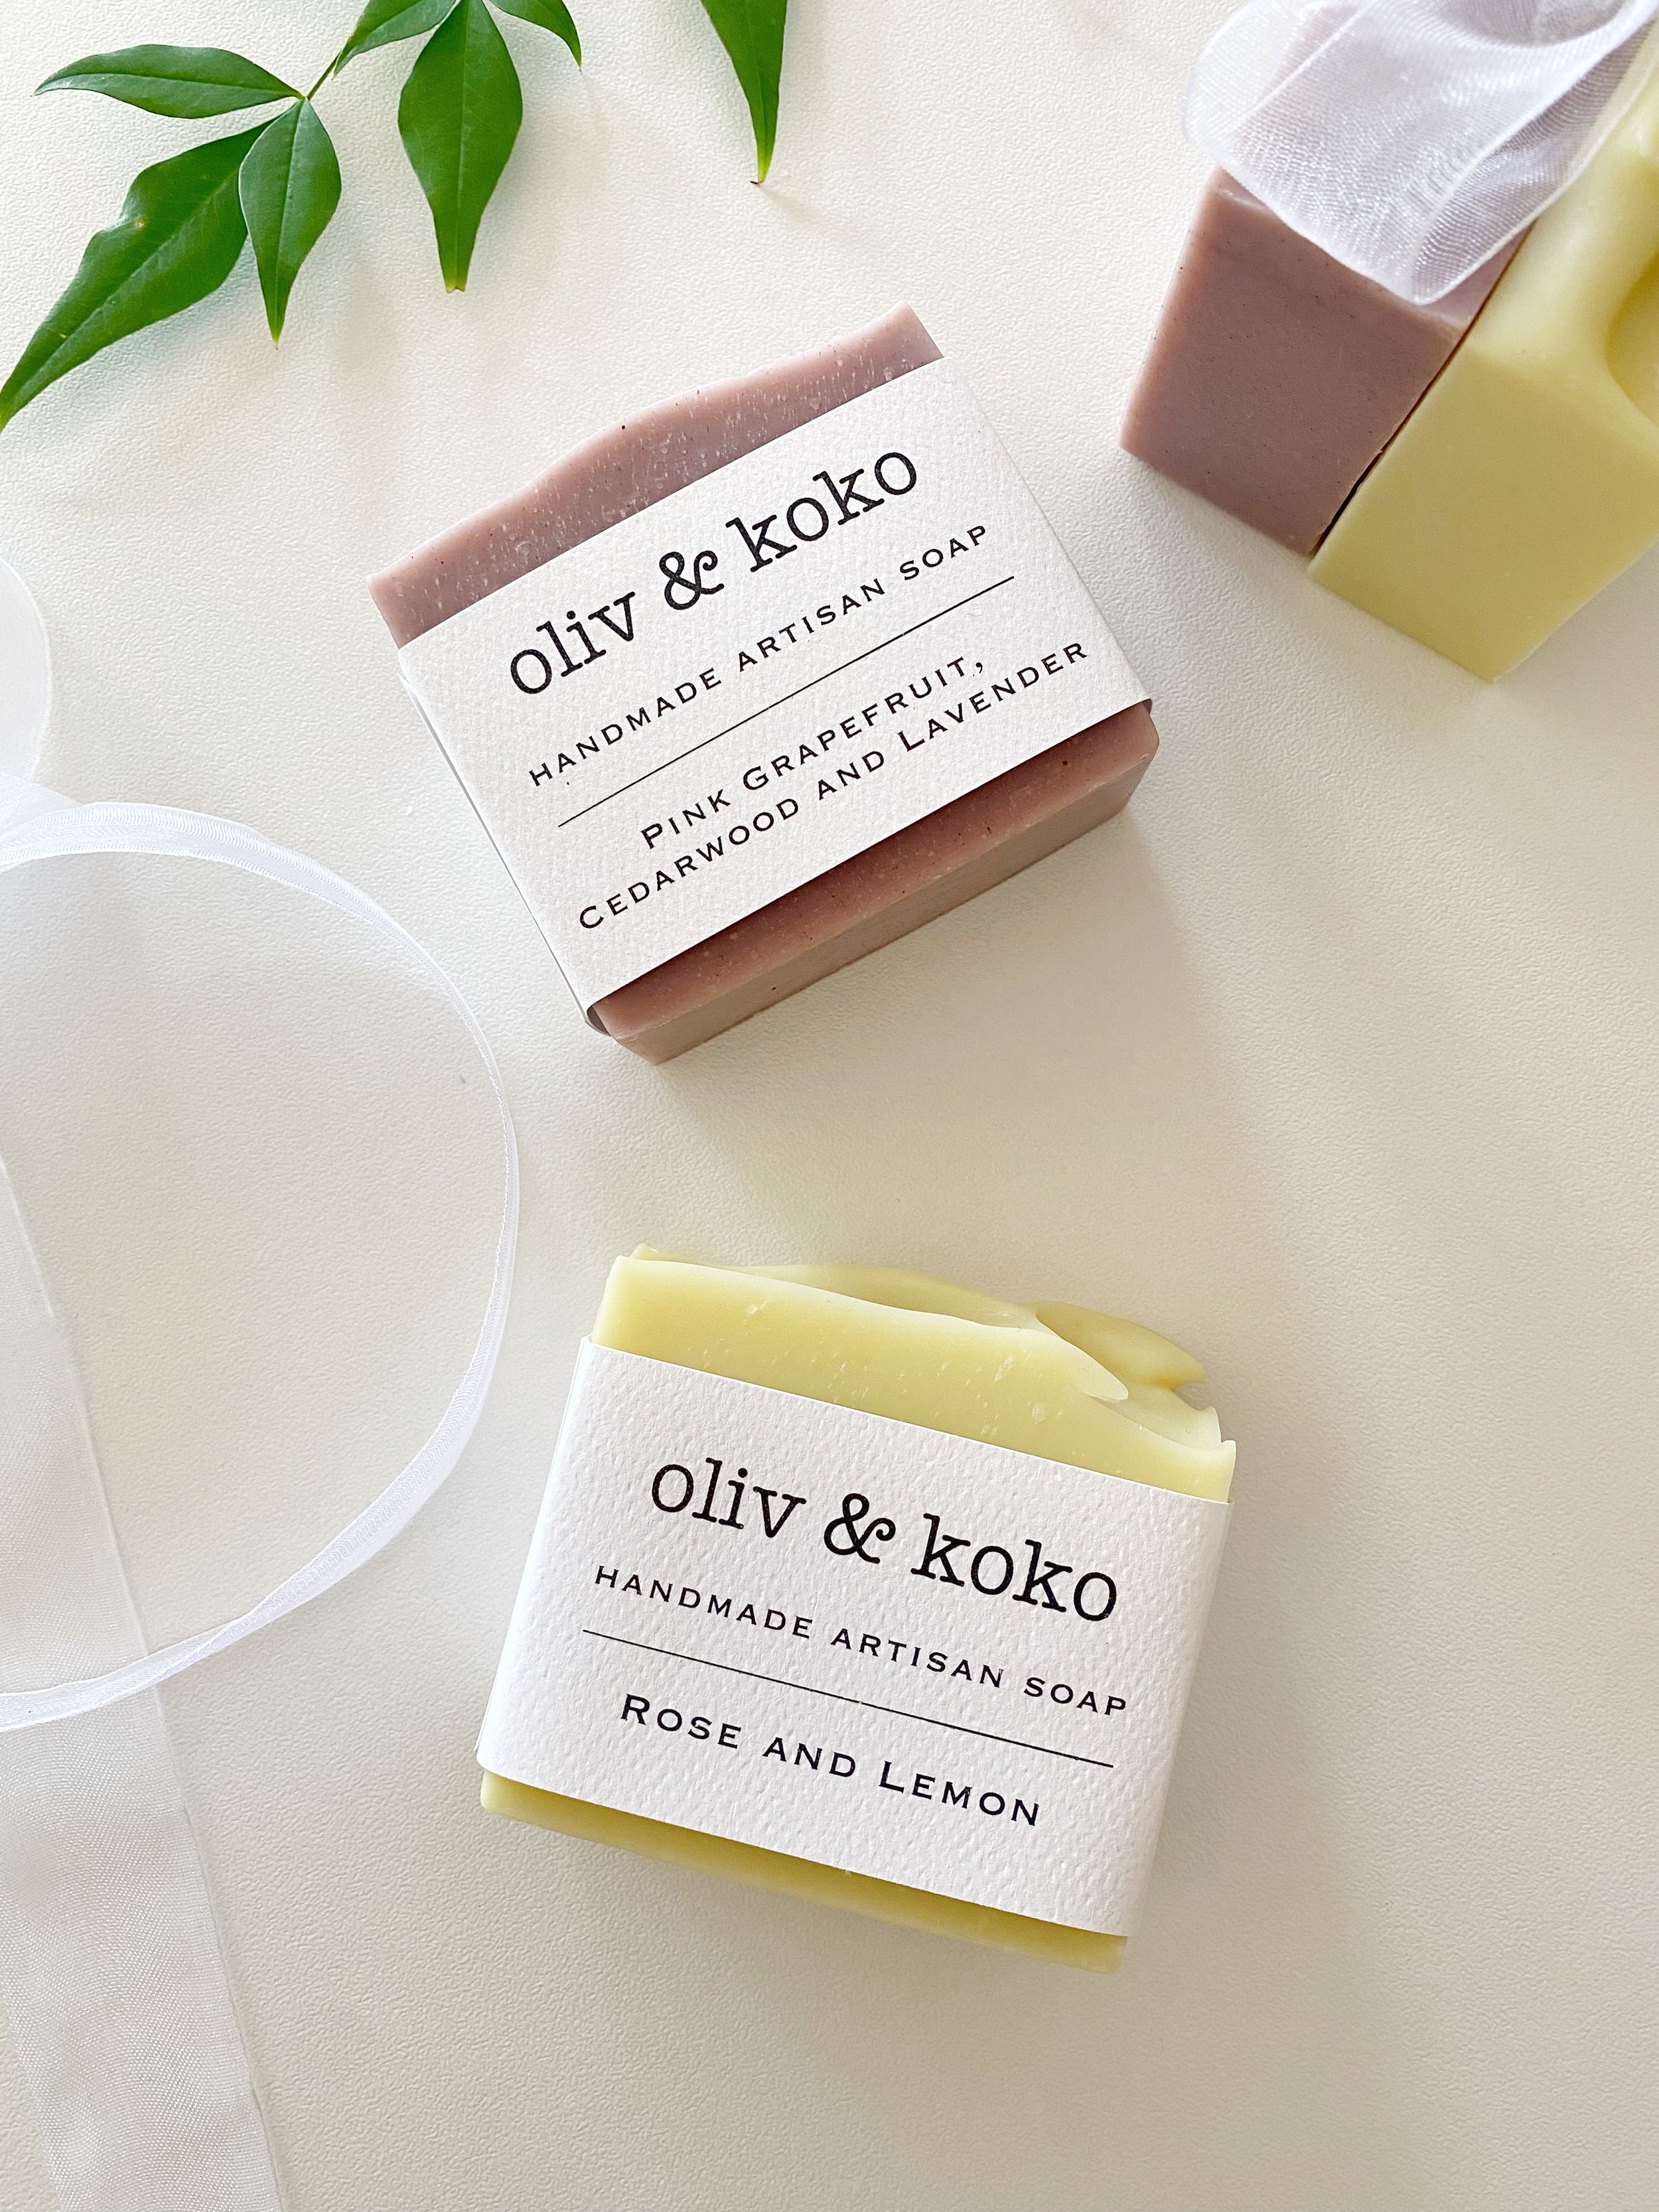 oliv & koko
HANDMADE ARTISAN SOAP
PINK GRAPEFRUIT,
CEDARWOOD AND LAVENDER
oliv & koko
HANDMADE ARTISAN SOAP
ROSE AND LEMON